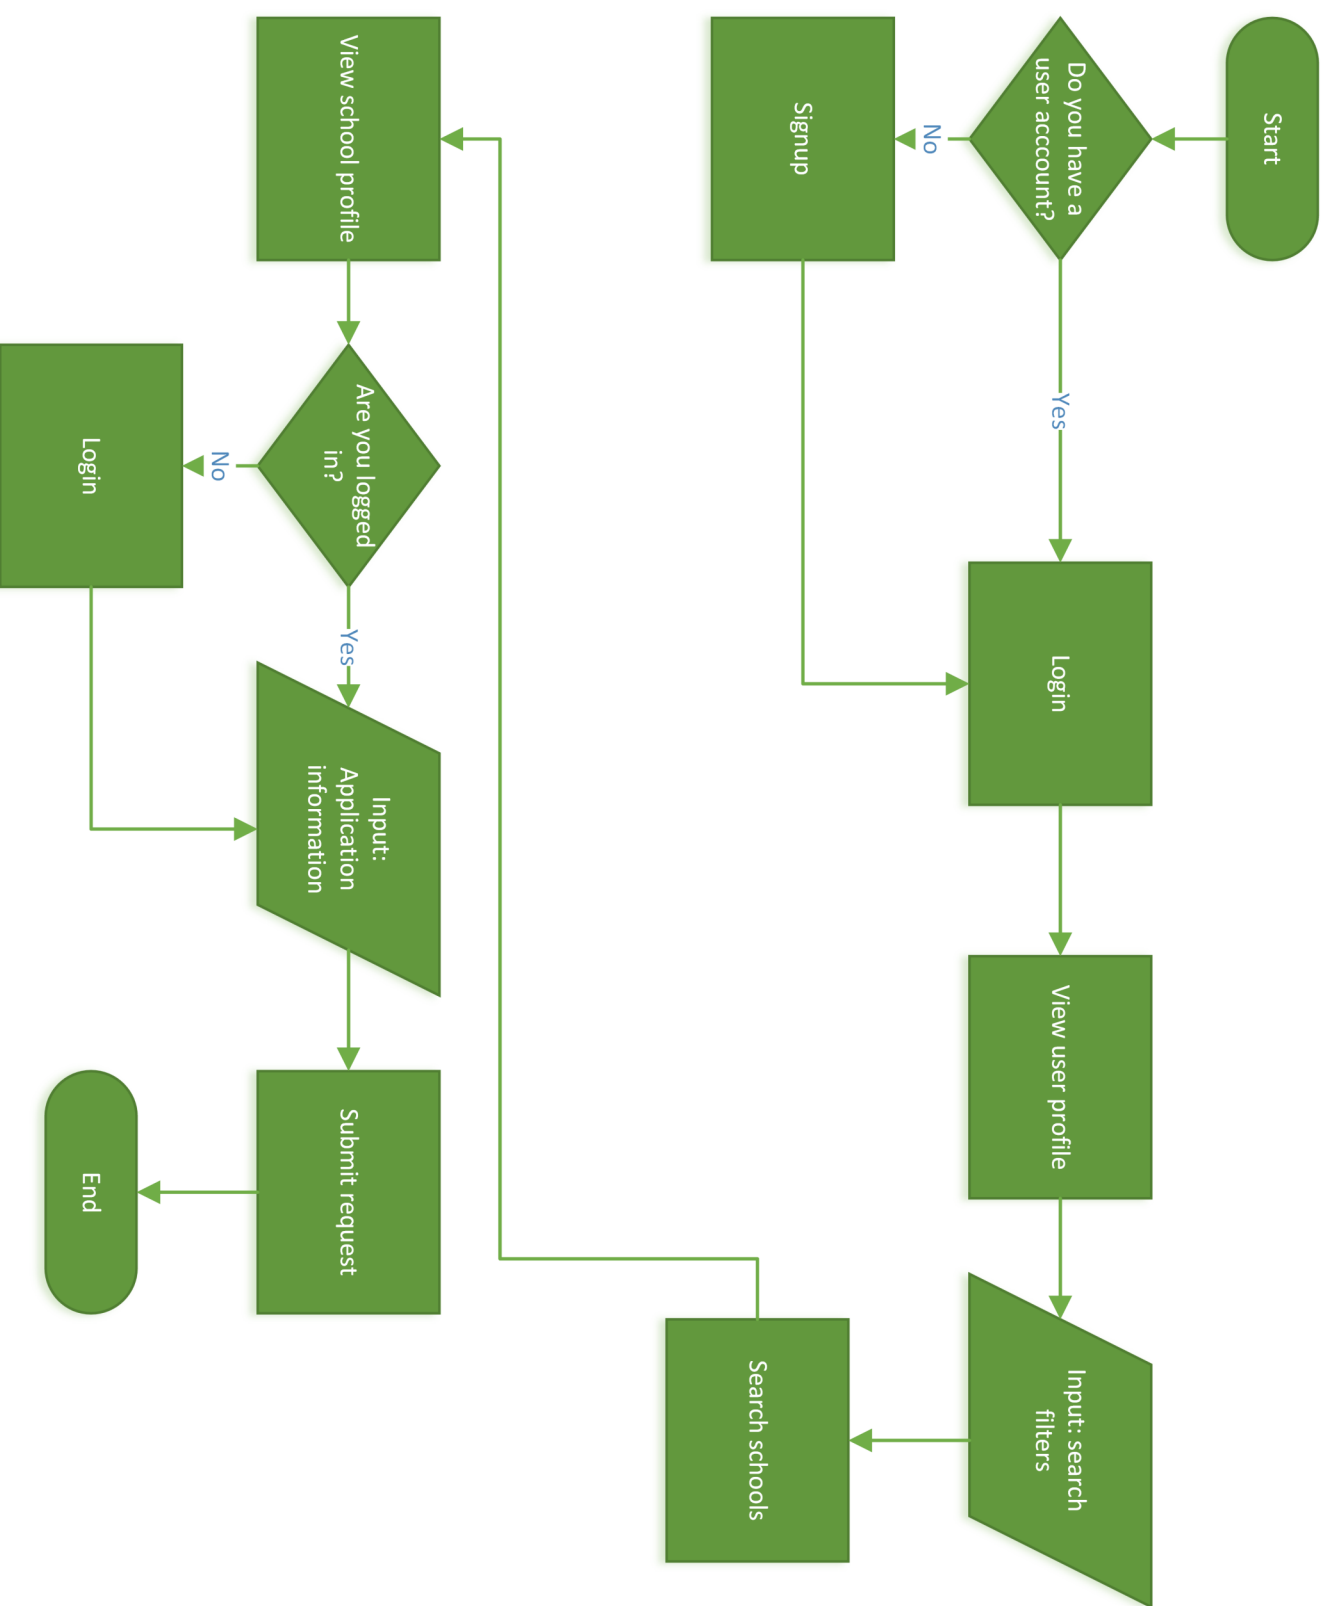 Start
Do you have a
user acccount?
No
Yes
Signup
Login
View user profile
Input: search
filters
Search schools
View school profile
Are you logged
in?
No
Yes
Login
Input:
Application
information
Submit request
End